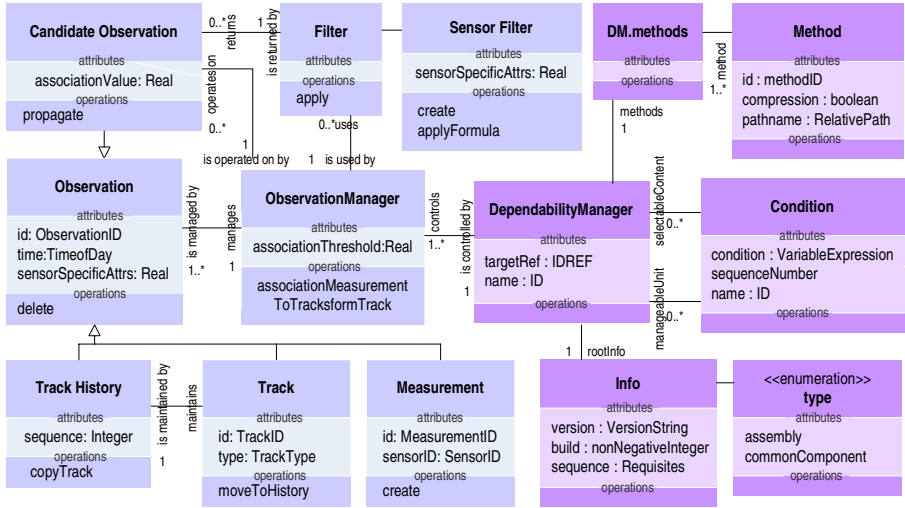 Candidate Observation
attributes
associationValue: Real
operations
propagate
0..*
returns
1
is returned by
operates on
0..*
1
is operated on by
Filter
attributes
operations
apply
0..*uses
1 is used by
Sensor Filter
attributes
sensorSpecificAttrs: Real
operations
create
applyFormula
DM.methods
attributes
operations
1
method
1..*
methods
1
Method
attributes
id : methodID
compression : boolean
pathname : RelativePath
operations
Observation
attributes
id: ObservationID
time:TimeofDay
sensorSpecificAttrs: Real
operations
delete
is managed by
1..*
manages
1
ObservationManager
attributes
associationThreshold:Real
operations
associationMeasurement
ToTracksformTrack
controls
1..*
is controlled by
1
DependabilityManager
attributes
targetRef : IDREF
name : ID
operations
selectableContent
0..*
manageableUnit
0..*
1 rootInfo
Condition
attributes
condition : VariableExpression
sequenceNumber
name : ID
operations
Track History
attributes
sequence: Integer
operations
copyTrack
is maintained by
1
maintains
Track
attributes
id: TrackID
type: TrackType
operations
moveToHistory
Measurement
attributes
id: MeasurementID
sensorID: SensorID
operations
create
Info
attributes
version : VersionString
build : nonNegativeInteger
sequence : Requisites
operations
<<enumeration>>
type
attributes
assembly
commonComponent
operations